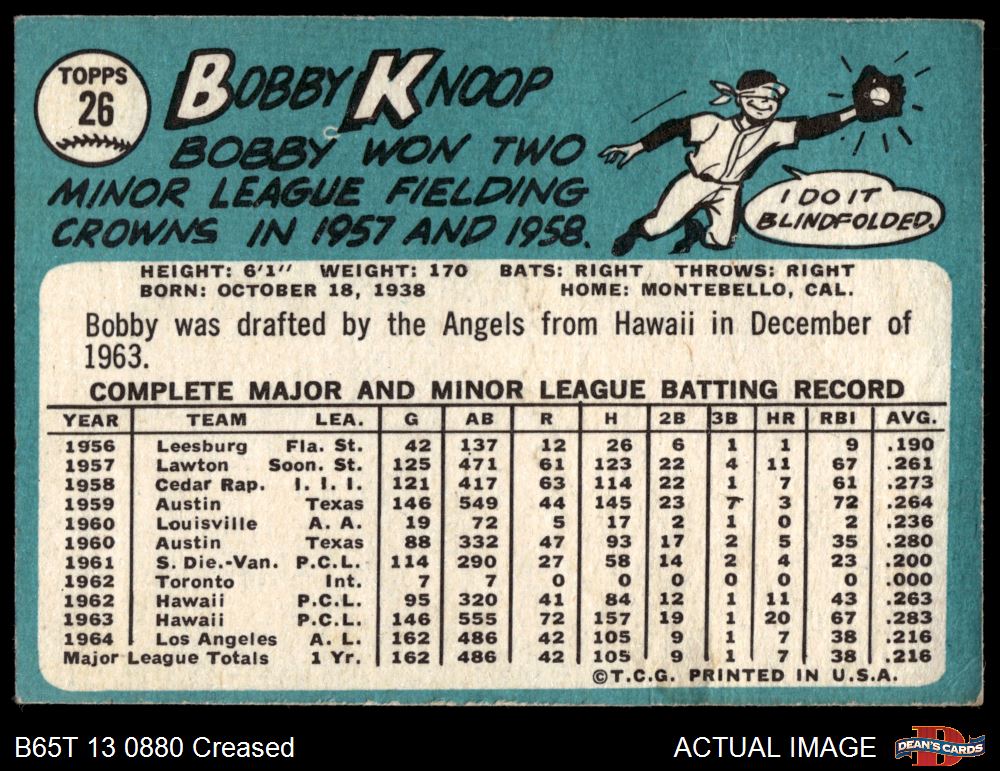 TOPPS
26
BOBBY KNOOP
BOBBY WON TWO
MINOR LEAGUE FIELDING
CROWNS IN 1957 AND 1958.
I DO IT
BLINDFOLDED.
HEIGHT: 6'1" WEIGHT: 170 BATS: RIGHT THROWS: RIGHT
BORN: OCTOBER 18, 1938 HOME: MONTEBELLO, CAL.
Bobby was drafted by the Angels from Hawaii in December of
1963.
COMPLETE MAJOR AND MINOR LEAGUE BATTING RECORD
YEAR TEAM LEA. G AB R H 2B 3B HR RBI AVG.
1956 Leesburg Fla. St. 42 137 12 26 6 1 1 9 .190
1957 Lawton Soon. St. 125 471 61 123 22 4 11 67 .261
1958 Cedar Rap. I. I. I. 121 417 63 114 22 1 7 61 .273
1959 Austin Texas 146 549 44 145 23 7 3 72 .264
1960 Louisville A. A. 19 72 5 17 2 1 0 2 .236
1960 Austin Texas 88 332 47 93 17 2 5 35 .280
1961 S. Die.-Van. P.C.L. 114 290 27 58 14 2 4 23 .200
1962 Toronto Int. 7 7 0 0 0 0 0 0 .000
1962 Hawaii P.C.L. 95 320 41 84 12 1 11 43 .263
1963 Hawaii P.C.L. 146 555 72 157 19 1 20 67 .283
1964 Los Angeles A. L. 162 486 42 105 9 1 7 38 .216
Major League Totals 1 Yr. 162 486 42 105 9 1 7 38 .216
©T.C.G. PRINTED IN U.S.A.
B65T 13 0880 Creased
ACTUAL IMAGE
D
DEAN'S CARDS